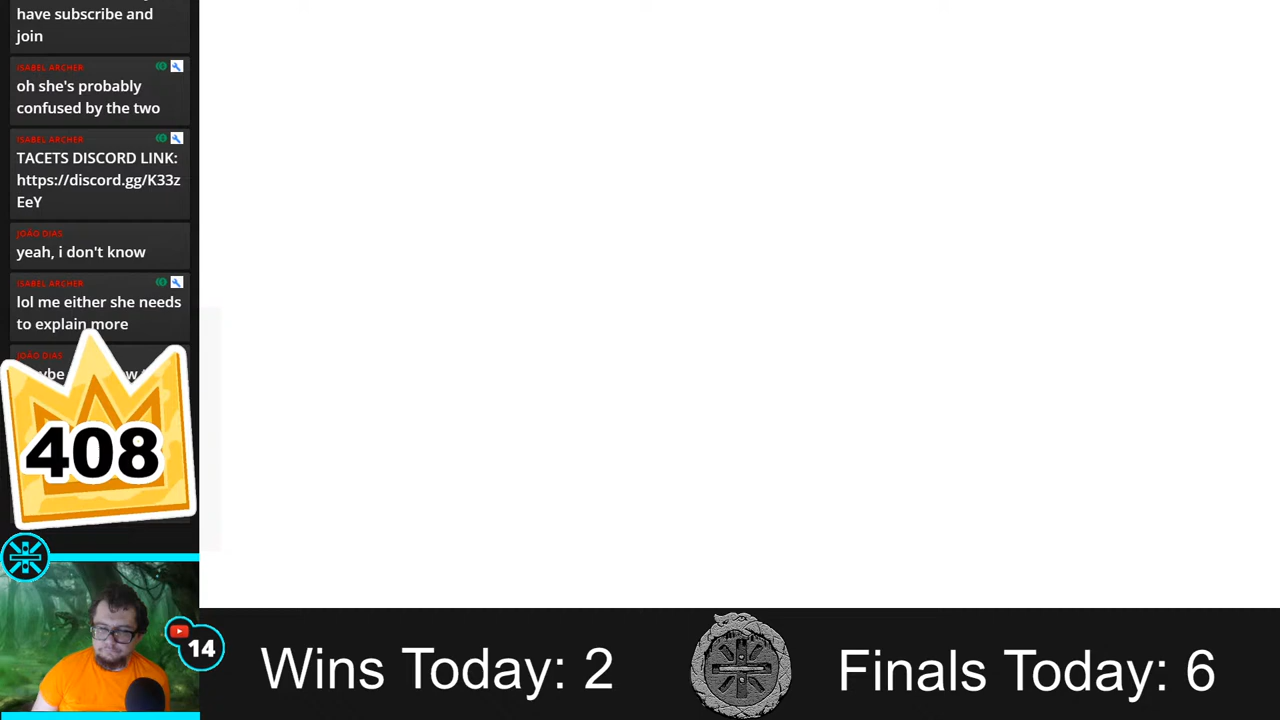 have subscribe and
join
ISABEL ARCHER
oh she's probably
confused by the two
ISABEL ARCHER
TACETS DISCORD LINK:
https://discord.gg/K33z
EeY
JOÃO DIAS
yeah, i don't know
ISABEL ARCHER
lol me either she needs
to explain more
JOÃO DIAS
408
14
Wins Today: 2
Finals Today: 6